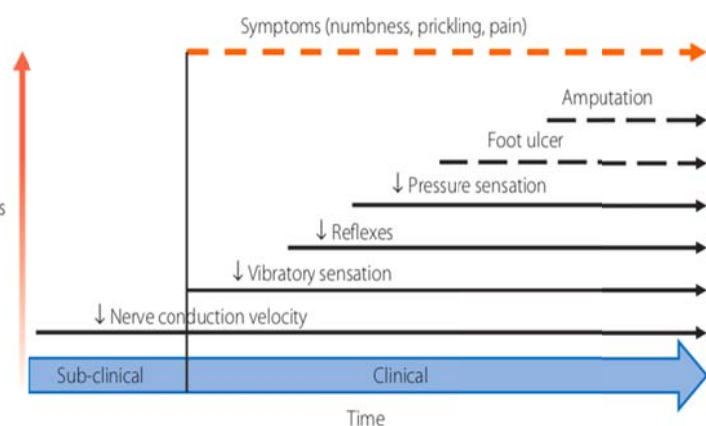 Symptoms (numbness, prickling, pain)
Amputation
Foot ulcer
↓ Pressure sensation
↓ Reflexes
↓ Vibratory sensation
↓ Nerve conduction velocity
Sub-clinical Clinical
Time